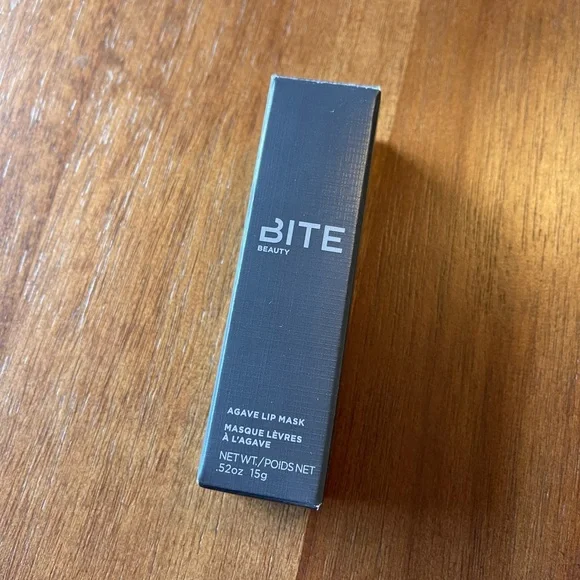 BITE
BEAUTY
AGAVE LIP MASK
MASQUE LÈVRES
À L'AGAVE
NET WT./POIDS NET
.52oz 15g